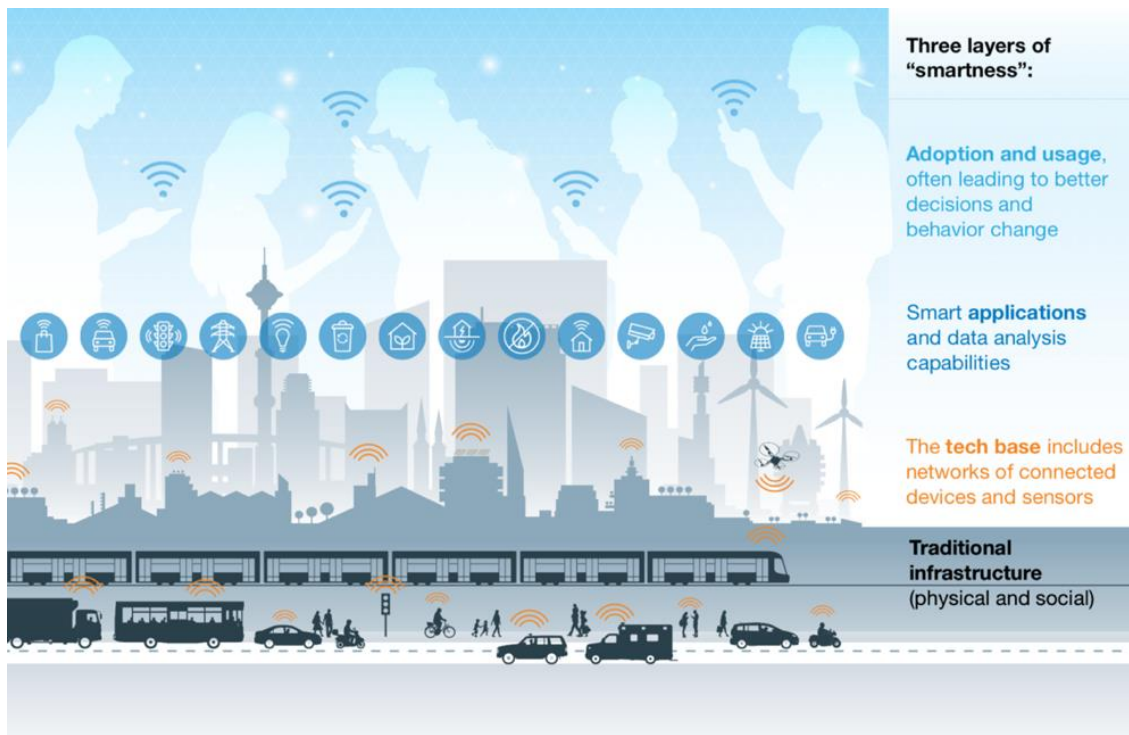 Three layers of
“smartness”:
Adoption and usage,
often leading to better
decisions and
behavior change
Smart applications
and data analysis
capabilities
The tech base includes
networks of connected
devices and sensors
Traditional
infrastructure
(physical and social)